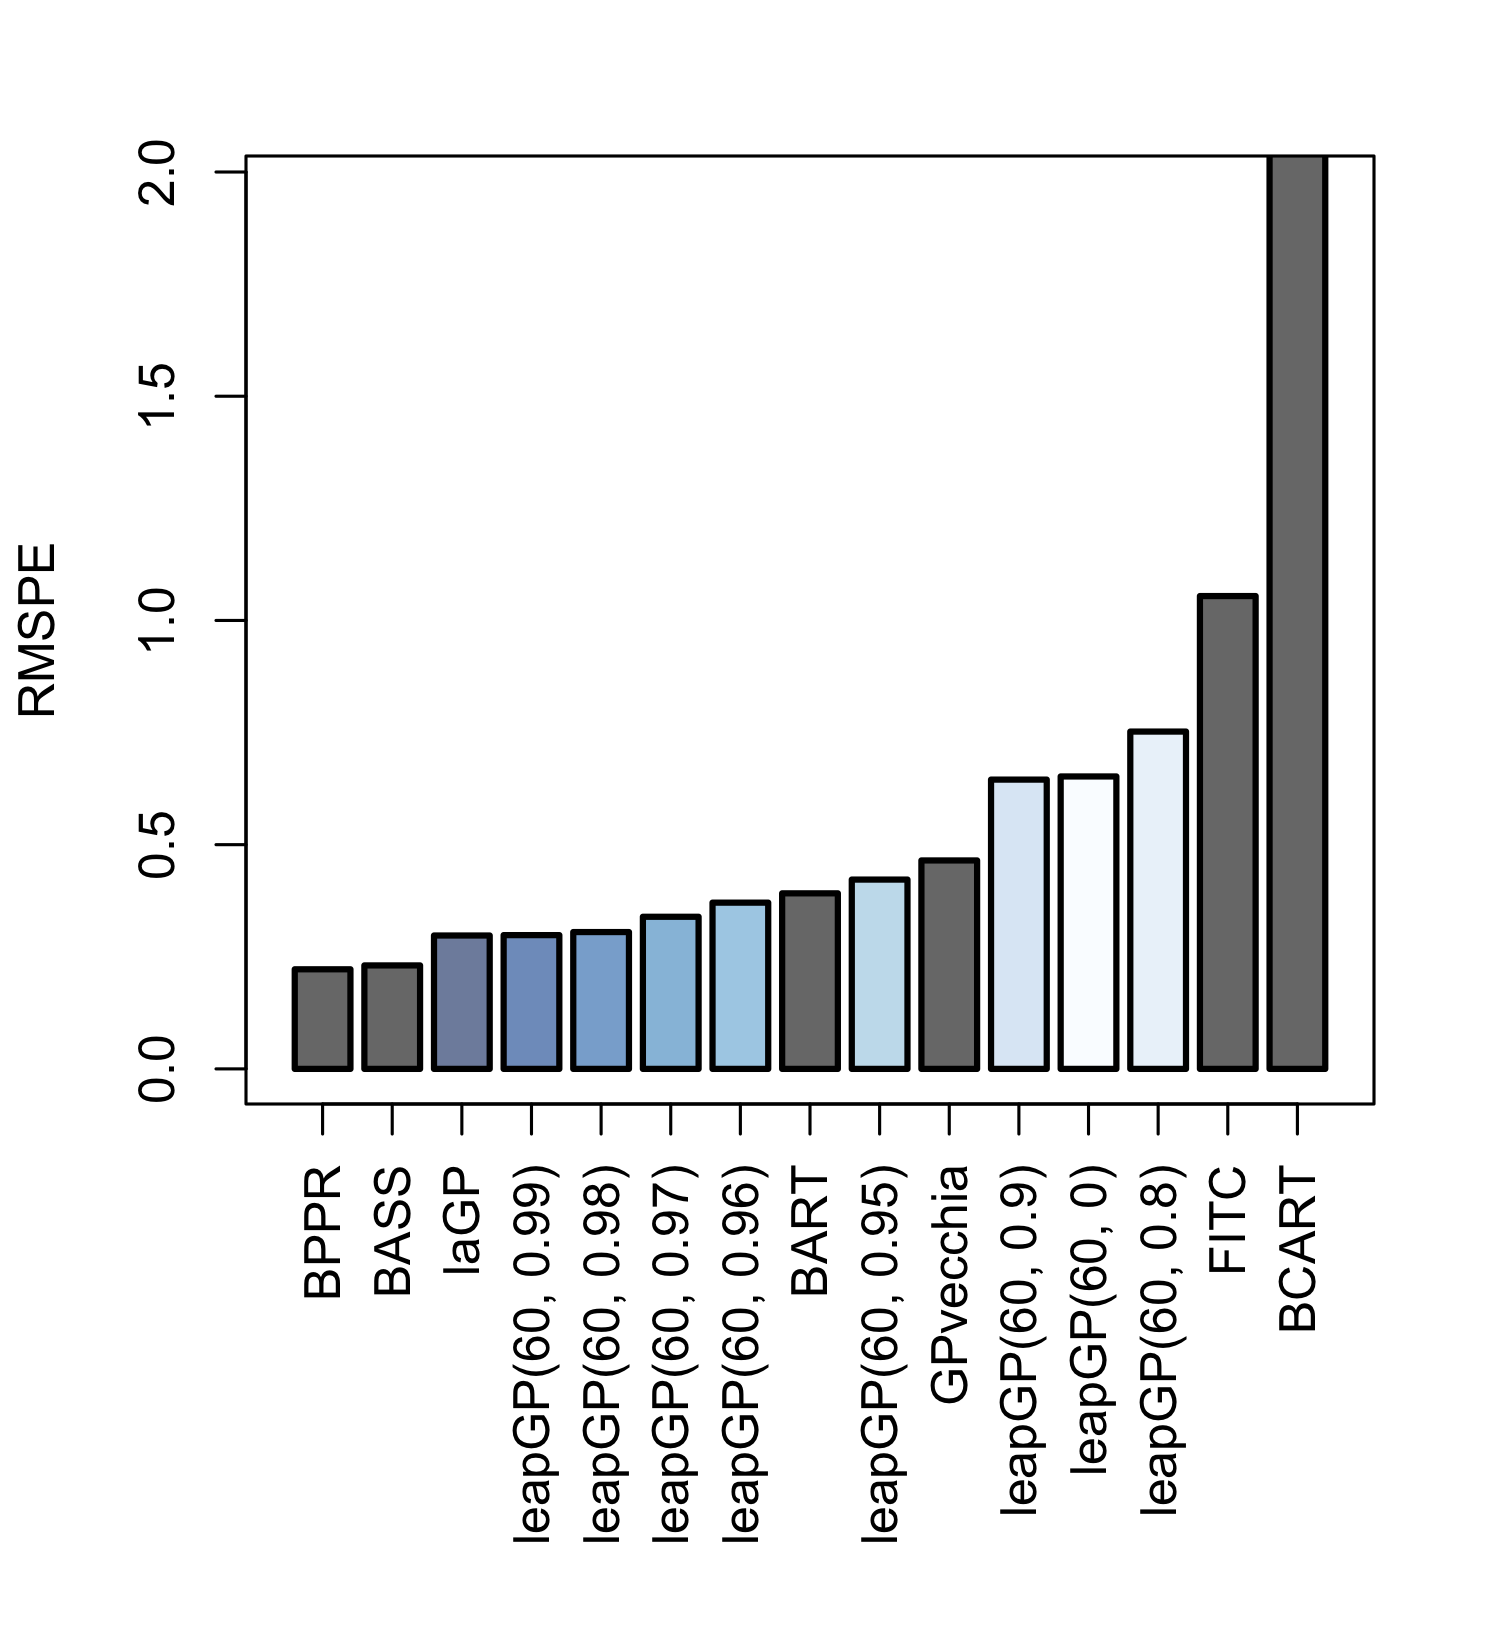 RMSPE
2.0
1.5
1.0
0.5
0.0
BPPR
BASS
laGP
leapGP(60, 0.99)
leapGP(60, 0.98)
leapGP(60, 0.97)
leapGP(60, 0.96)
BART
leapGP(60, 0.95)
GPvecchia
leapGP(60, 0.9)
leapGP(60, 0)
leapGP(60, 0.8)
FITC
BCART